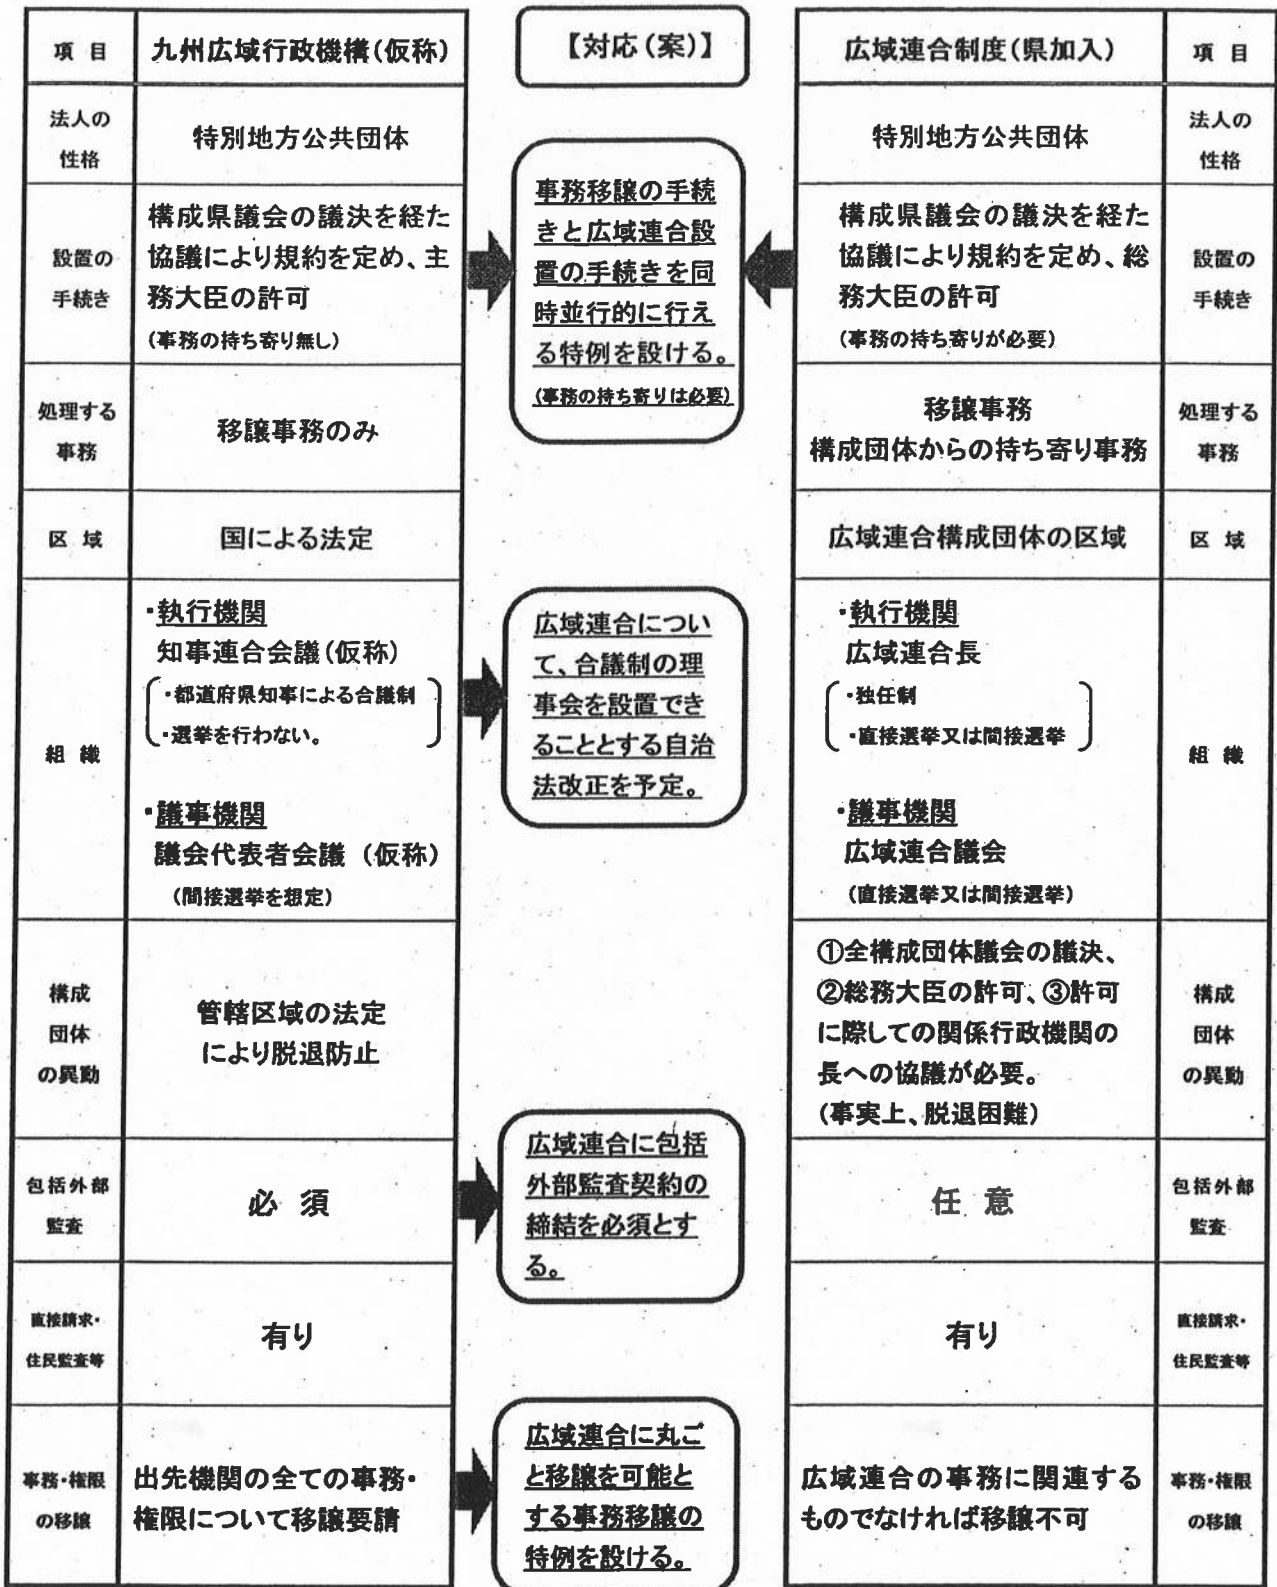 項 目
九州広域行政機構(仮称)
法人の
性格
特別地方公共団体
設置の
手続き
構成県議会の議決を経た
協議により規約を定め、主
務大臣の許可
(事務の持ち寄り無し)
処理する
事務
移譲事務のみ
区 域
国による法定
組 織
・執行機関
知事連合会議(仮称)
・都道府県知事による合議制
・選挙を行わない。
・議事機関
議会代表者会議 (仮称)
(間接選挙を想定)
構成
団体
の異動
管轄区域の法定
により脱退防止
包括外部
監査
必 須
直接請求・
住民監査等
有り
事務・権限
の移譲
出先機関の全ての事務・
権限について移譲要請
【対応(案)】
事務移譲の手続
きと広域連合設
置の手続きを同
時並行的に行え
る特例を設ける。
(事務の持ち寄りは必要)
広域連合につい
て、合議制の理
事会を設置でき
ることとする自治
法改正を予定。
広域連合に包括
外部監査契約の
締結を必須とす
る。
広域連合に丸ご
と移譲を可能と
する事務移譲の
特例を設ける。
広域連合制度(県加入)
項 目
特別地方公共団体
法人の
性格
構成県議会の議決を経た
協議により規約を定め、総
務大臣の許可
(事務の持ち寄りが必要)
設置の
手続き
移譲事務
構成団体からの持ち寄り事務
処理する
事務
広域連合構成団体の区域
区 域
・執行機関
広域連合長
・独任制
・直接選挙又は間接選挙
・議事機関
広域連合議会
(直接選挙又は間接選挙)
組 織
①全構成団体議会の議決、
②総務大臣の許可、③許可
に際しての関係行政機関の
長への協議が必要。
(事実上、脱退困難)
構成
団体
の異動
任 意
包括外部
監査
有り
直接請求・
住民監査等
広域連合の事務に関連する
ものでなければ移譲不可
事務・権限
の移譲